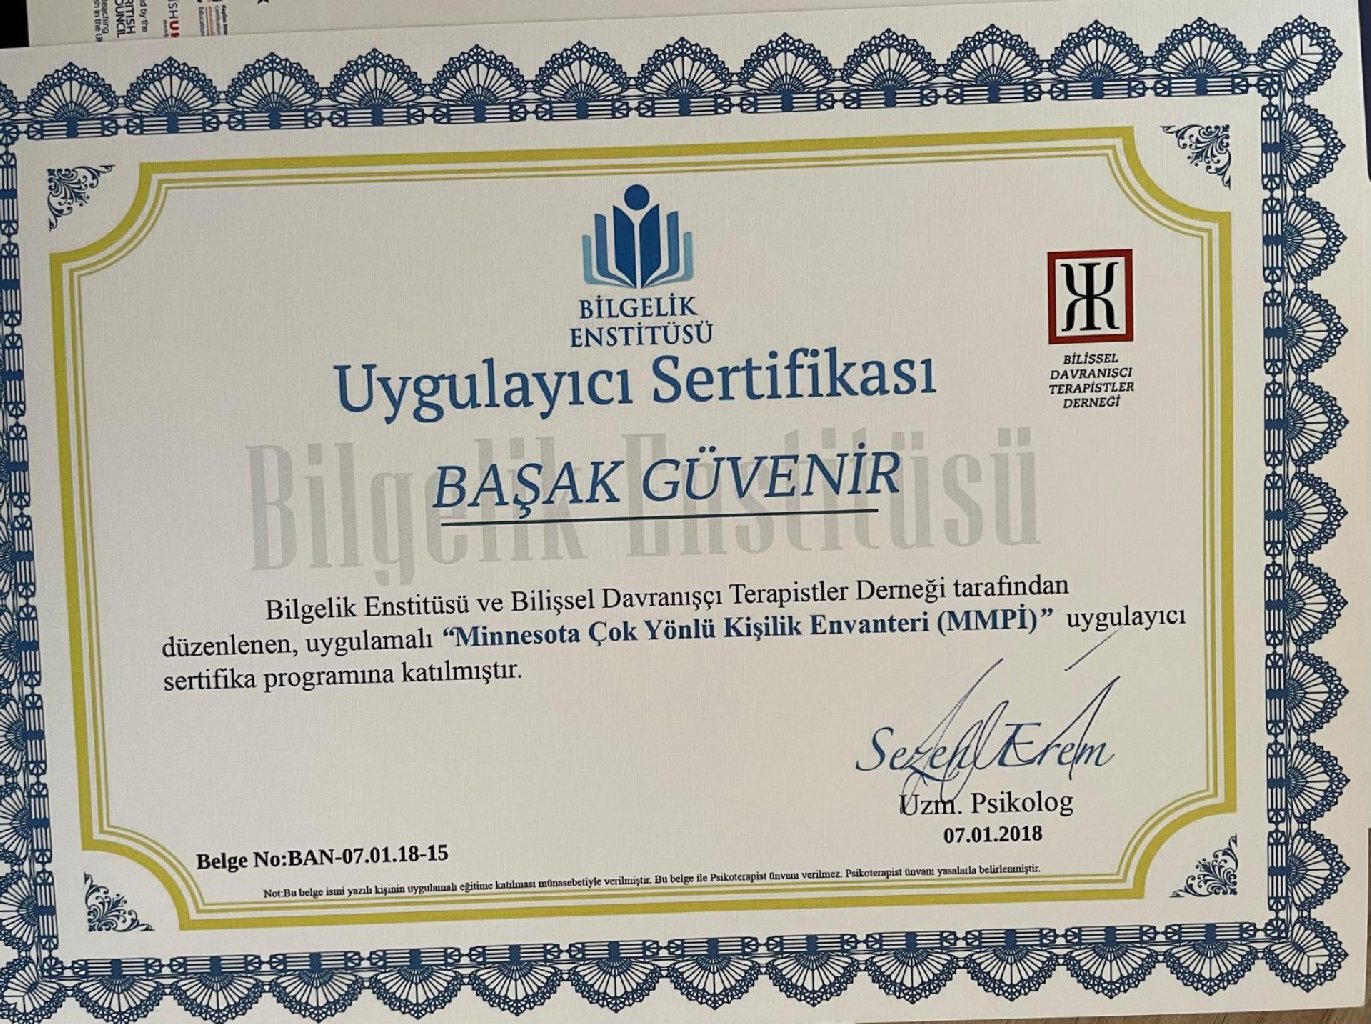 BİLGELİK
ENSTİTÜSÜ
BİLİŞSEL
DAVRANIŞCI
TERAPİSTLER
DERNEĞİ
Uygulayıcı Sertifikası
Bilgelik Enstitüsü
BAŞAK GÜVENİR
Bilgelik Enstitüsü ve Bilişsel Davranışçı Terapistler Derneği tarafından
düzenlenen, uygulamalı “Minnesota Çok Yönlü Kişilik Envanteri (MMPİ)” uygulayıcı
sertifika programına katılmıştır.
Sezen Erem
Uzm. Psikolog
07.01.2018
Belge No:BAN-07.01.18-15
Not:Bu belge ismi yazılı kişinin uygulamalı eğitime katılması münasebetiyle verilmiştir. Bu belge ile Psikoterapist ünvanı verilmez. Psikoterapist ünvanı yasalarla belirlenmiştir.